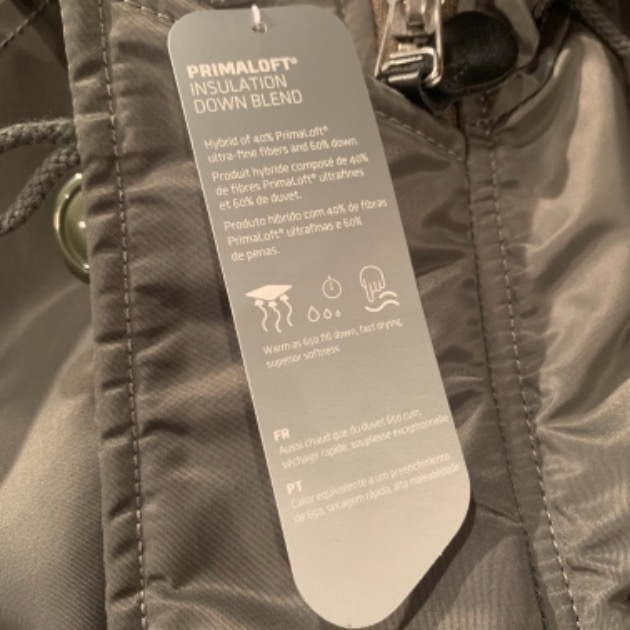 PRIMALOFT®
INSULATION
DOWN BLEND
Hybrid of 40% PrimaLoft®
ultra-fine fibers and 60% down.
Produit hybride composé de 40%
de fibres PrimaLoft® ultrafines
et 60% de duvet.
Produto híbrido com 40% de fibras
PrimaLoft® ultrafinas e 60%
de penas.
Warm as 650 fill down, fast drying,
superior softness
FR
Aussi chaud que du duvet 650 cuin,
séchage rapide, souplesse exceptionnelle
PT
Calor equivalente a um preenchimento
de 650, secagem rápida, alta maleabilidade